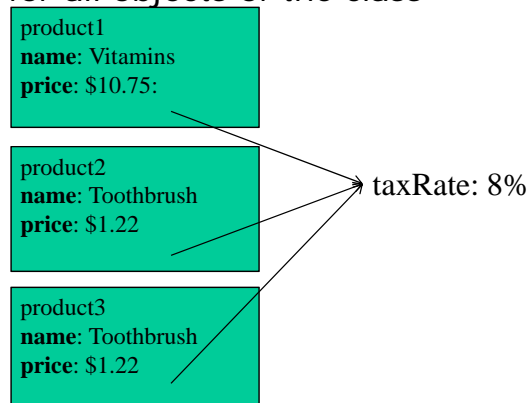 for all objects of the class
product1
name: Vitamins
price: $10.75:
product2
name: Toothbrush
price: $1.22
taxRate: 8%
product3
name: Toothbrush
price: $1.22